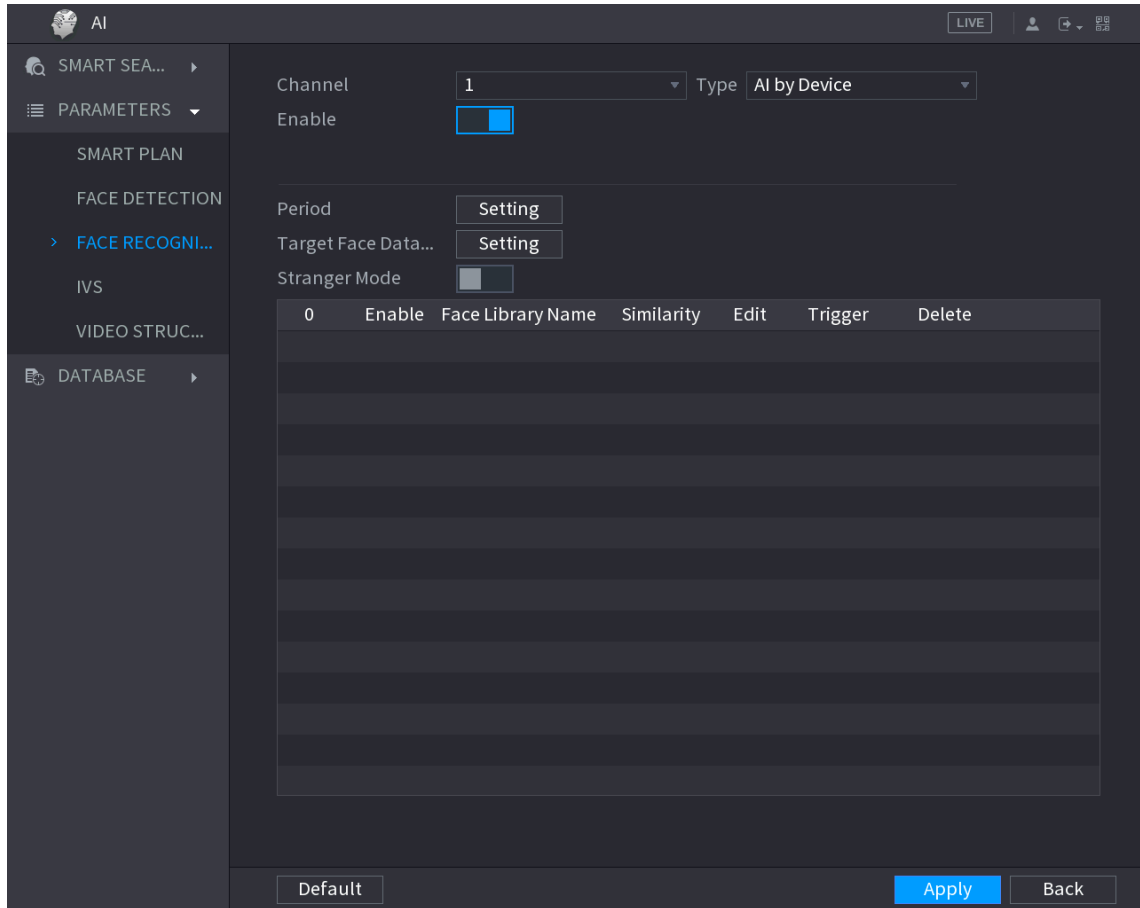 AI LIVE
SMART SEA...
PARAMETERS
SMART PLAN
FACE DETECTION
FACE RECOGNI...
IVS
VIDEO STRUC...
DATABASE
Channel 1 Type AI by Device
Enable
Period Setting
Target Face Data... Setting
Stranger Mode
0 Enable Face Library Name Similarity Edit Trigger Delete
Default Apply Back